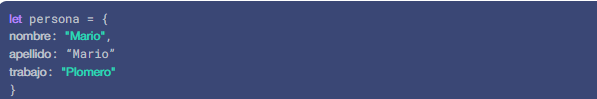 let persona = {
nombre: "Mario",
apellido: “Mario“
trabajo: "Plomero"
}